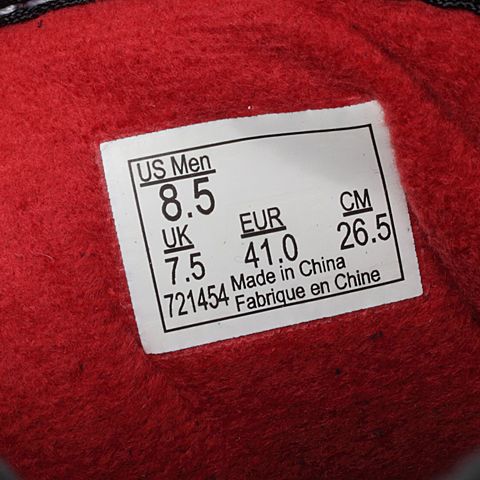 US Men
8.5
UK EUR CM
7.5 41.0 26.5
721454 Made in China
Fabrique en Chine